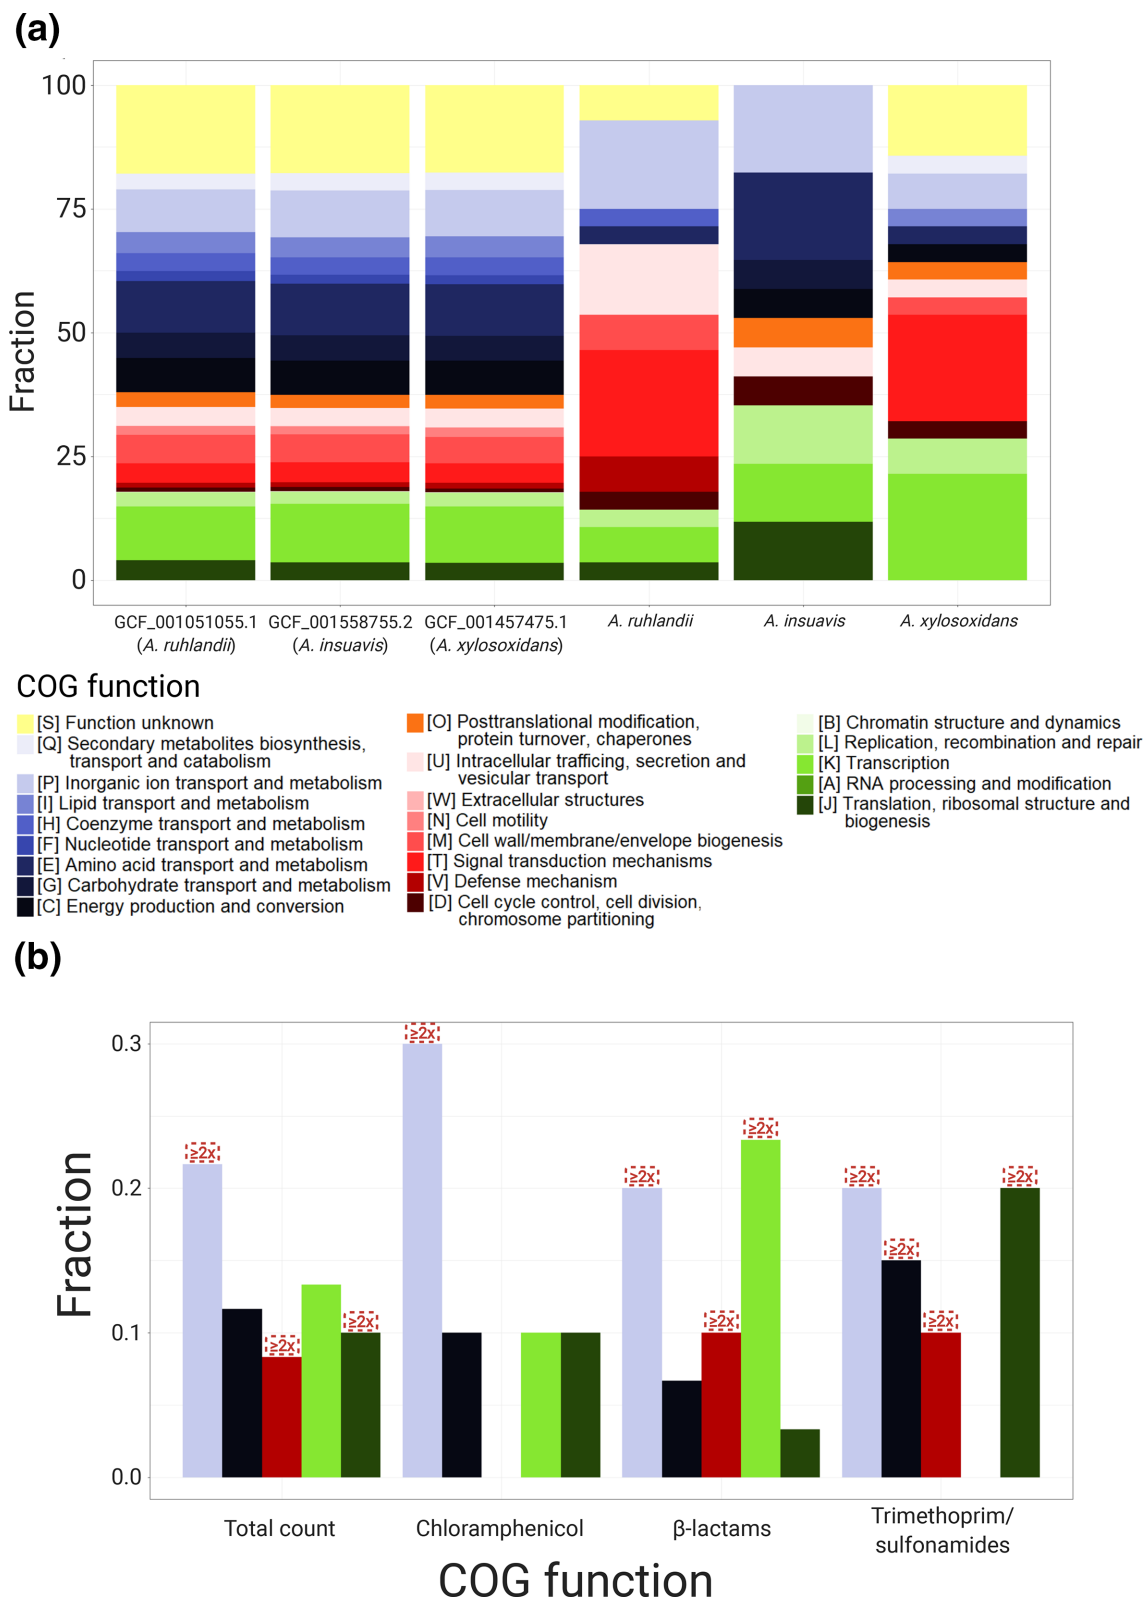 (a)
100
75
50
25
0
Fraction
GCF_001051055.1
(A. ruhlandii)
GCF_001558755.2
(A. insuavis)
GCF_001457475.1
(A. xylosoxidans)
A. ruhlandii
A. insuavis
A. xylosoxidans
COG function
[S] Function unknown
[Q] Secondary metabolites biosynthesis,
transport and catabolism
[P] Inorganic ion transport and metabolism
[I] Lipid transport and metabolism
[H] Coenzyme transport and metabolism
[F] Nucleotide transport and metabolism
[E] Amino acid transport and metabolism
[G] Carbohydrate transport and metabolism
[C] Energy production and conversion
[O] Posttranslational modification,
protein turnover, chaperones
[U] Intracellular trafficing, secretion and
vesicular transport
[W] Extracellular structures
[N] Cell motility
[M] Cell wall/membrane/envelope biogenesis
[T] Signal transduction mechanisms
[V] Defense mechanism
[D] Cell cycle control, cell division,
chromosome partitioning
[B] Chromatin structure and dynamics
[L] Replication, recombination and repair
[K] Transcription
[A] RNA processing and modification
[J] Translation, ribosomal structure and
biogenesis
(b)
0.3
0.2
0.1
0.0
Fraction
≥2x
≥2x
≥2x
≥2x
≥2x
≥2x
≥2x
≥2x
≥2x
≥2x
≥2x
Total count
Chloramphenicol
β-lactams
Trimethoprim/
sulfonamides
COG function